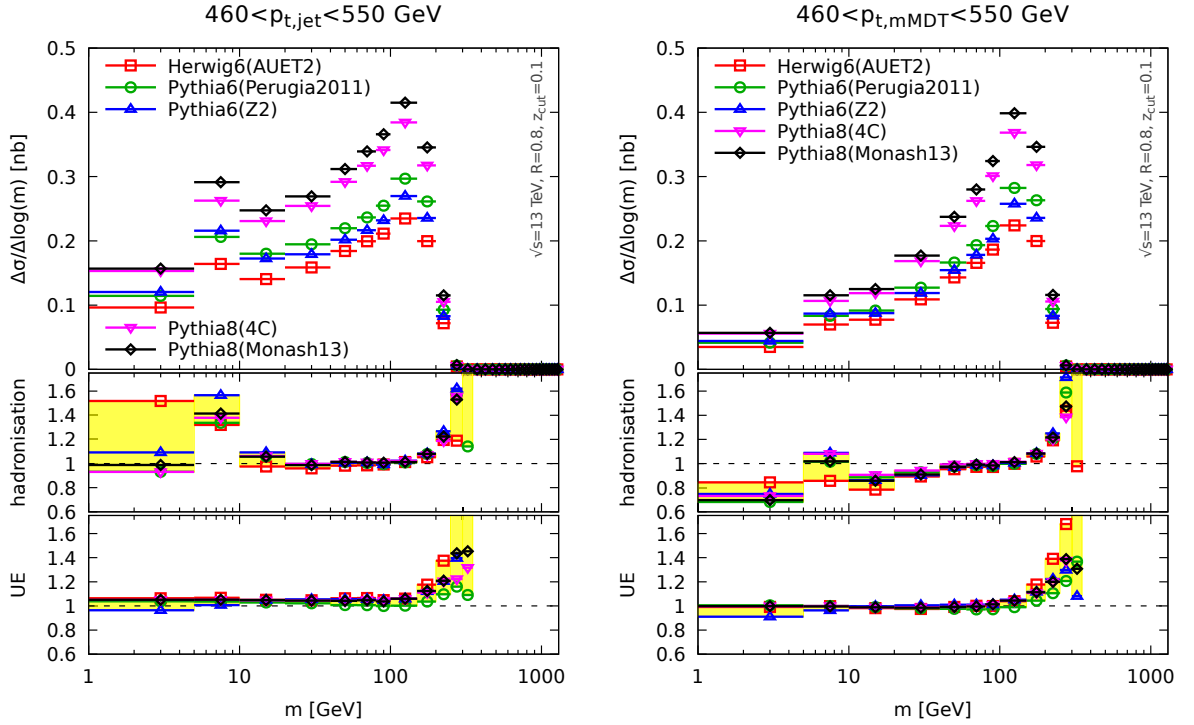 460<p_t,jet<550 GeV
Δσ/Δlog(m) [nb]
0.5
0.4
0.3
0.2
0.1
0
Herwig6(AUET2)
Pythia6(Perugia2011)
Pythia6(Z2)
Pythia8(4C)
Pythia8(Monash13)
√s=13 TeV, R=0.8, z_cut=0.1
hadronisation
1.6
1.4
1.2
1
0.8
0.6
UE
1.6
1.4
1.2
1
0.8
0.6
1 10 100 1000
m [GeV]
460<p_t,mMDT<550 GeV
Δσ/Δlog(m) [nb]
0.5
0.4
0.3
0.2
0.1
0
Herwig6(AUET2)
Pythia6(Perugia2011)
Pythia6(Z2)
Pythia8(4C)
Pythia8(Monash13)
√s=13 TeV, R=0.8, z_cut=0.1
hadronisation
1.6
1.4
1.2
1
0.8
0.6
UE
1.6
1.4
1.2
1
0.8
0.6
1 10 100 1000
m [GeV]